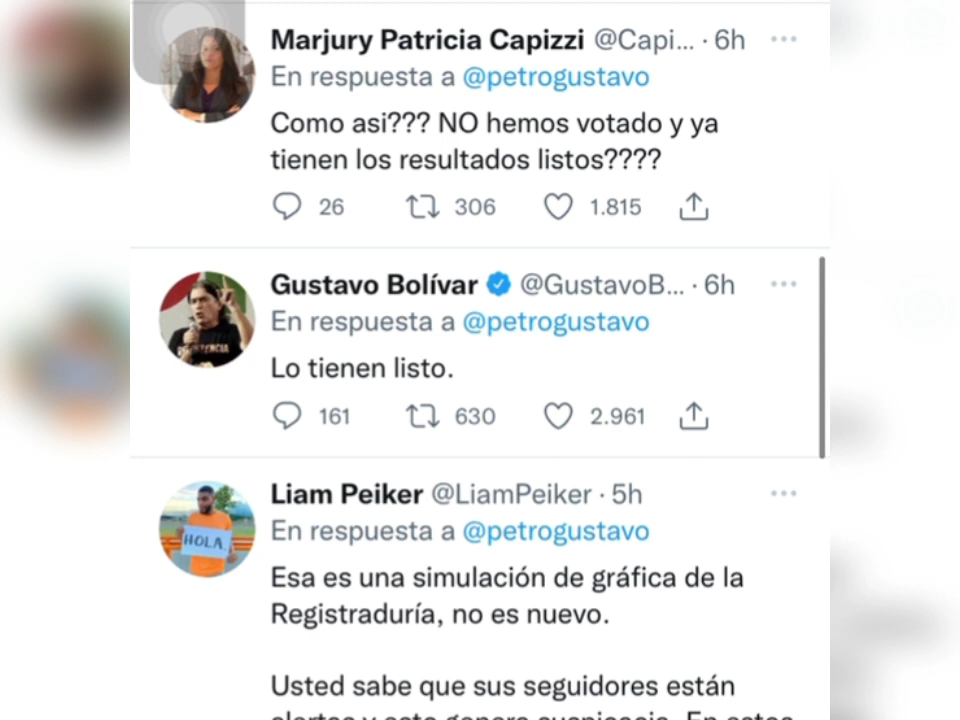 Marjury Patricia Capizzi @Capi... · 6h
En respuesta a @petrogustavo
Como asi??? NO hemos votado y ya
tienen los resultados listos????
26 306 1.815
Gustavo Bolívar @GustavoB... · 6h
RESISTENCIA
En respuesta a @petrogustavo
Lo tienen listo.
161 630 2.961
Liam Peiker @LiamPeiker · 5h
HOLA.
En respuesta a @petrogustavo
Esa es una simulación de gráfica de la
Registraduría, no es nuevo.
Usted sabe que sus seguidores están